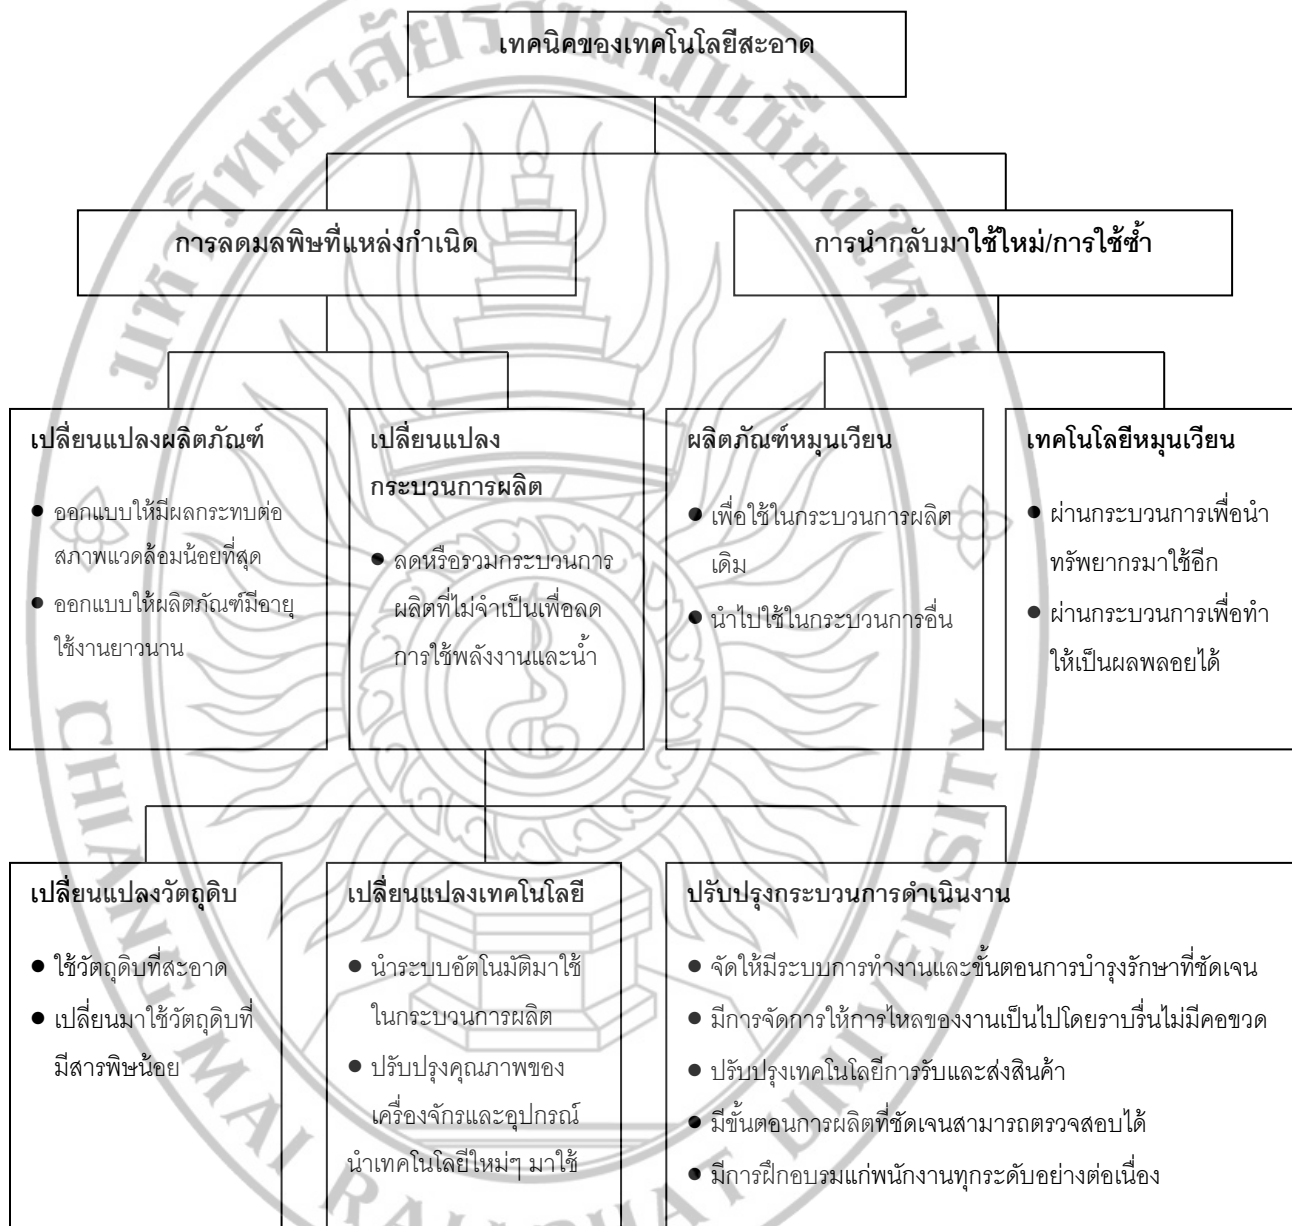 เทคนิคของเทคโนโลยีสะอาด
การลดมลพิษที่แหล่งกำเนิด
การนำกลับมาใช้ใหม่/การใช้ซ้ำ
เปลี่ยนแปลงผลิตภัณฑ์
● ออกแบบให้มีผลกระทบต่อ
สภาพแวดล้อมน้อยที่สุด
● ออกแบบให้ผลิตภัณฑ์มีอายุ
ใช้งานยาวนาน
เปลี่ยนแปลง
กระบวนการผลิต
● ลดหรือรวมกระบวนการ
ผลิตที่ไม่จำเป็นเพื่อลด
การใช้พลังงานและน้ำ
ผลิตภัณฑ์หมุนเวียน
● เพื่อใช้ในกระบวนการผลิต
เดิม
● นำไปใช้ในกระบวนการอื่น
เทคโนโลยีหมุนเวียน
● ผ่านกระบวนการเพื่อนำ
ทรัพยากรมาใช้อีก
● ผ่านกระบวนการเพื่อทำ
ให้เป็นผลพลอยได้
เปลี่ยนแปลงวัตถุดิบ
● ใช้วัตถุดิบที่สะอาด
● เปลี่ยนมาใช้วัตถุดิบที่
มีสารพิษน้อย
เปลี่ยนแปลงเทคโนโลยี
● นำระบบอัตโนมัติมาใช้
ในกระบวนการผลิต
● ปรับปรุงคุณภาพของ
เครื่องจักรและอุปกรณ์
นำเทคโนโลยีใหม่ๆ มาใช้
ปรับปรุงกระบวนการดำเนินงาน
● จัดให้มีระบบการทำงานและขั้นตอนการบำรุงรักษาที่ชัดเจน
● มีการจัดการให้การไหลของงานเป็นไปโดยราบรื่นไม่มีคอขวด
● ปรับปรุงเทคโนโลยีการรับและส่งสินค้า
● มีขั้นตอนการผลิตที่ชัดเจนสามารถตรวจสอบได้
● มีการฝึกอบรมแก่พนักงานทุกระดับอย่างต่อเนื่อง
มหาวิทยาลัยราชภัฏเชียงใหม่
CHIANG MAI RAJABHAT UNIVERSITY